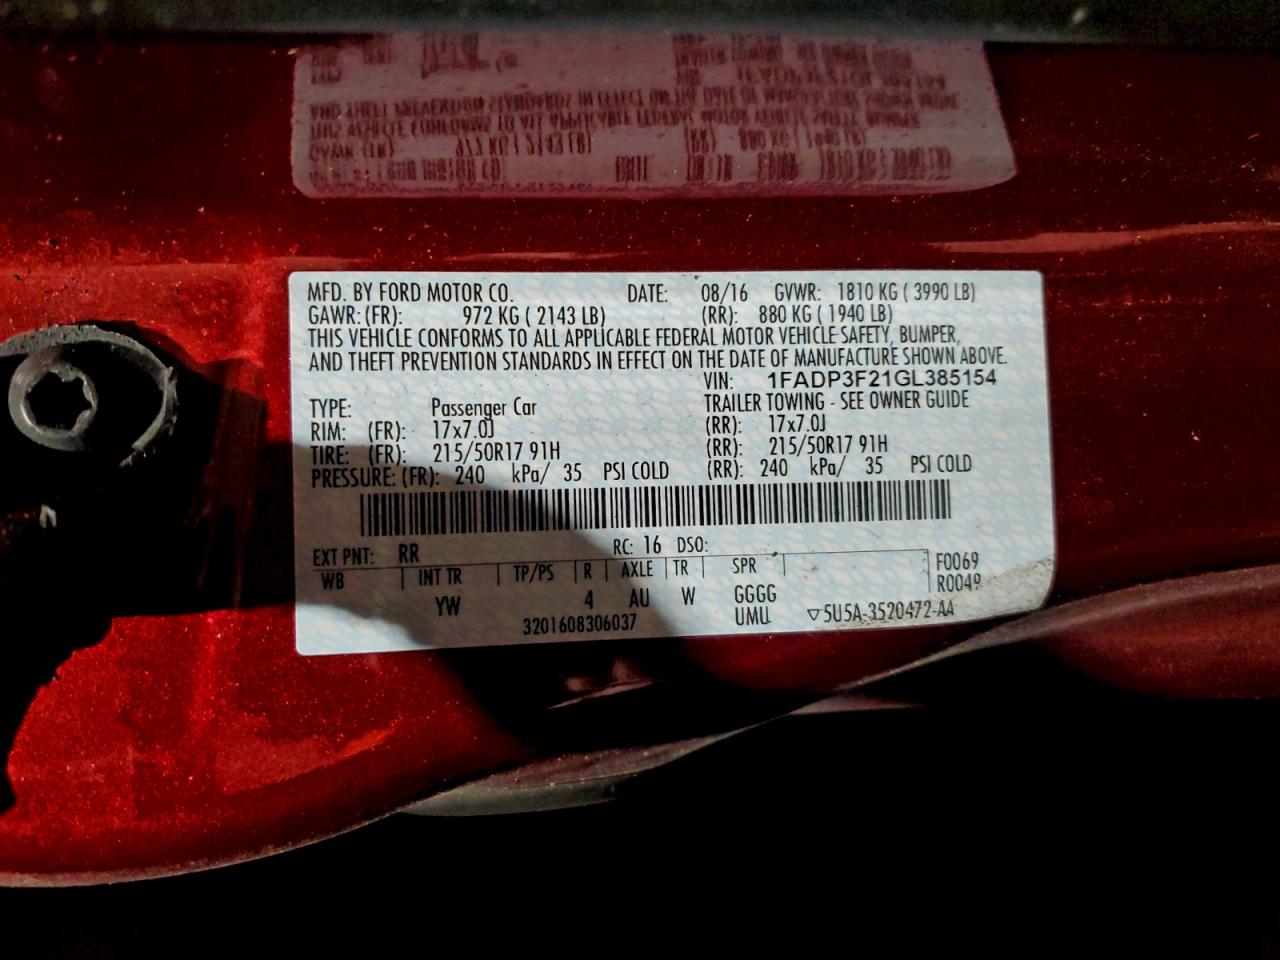 MFD. BY FORD MOTOR CO. DATE: 08/16 GVWR: 1810 KG ( 3990 LB)
GAWR: (FR): 972 KG ( 2143 LB) (RR): 880 KG ( 1940 LB)
THIS VEHICLE CONFORMS TO ALL APPLICABLE FEDERAL MOTOR VEHICLE SAFETY, BUMPER,
AND THEFT PREVENTION STANDARDS IN EFFECT ON THE DATE OF MANUFACTURE SHOWN ABOVE.
VIN: 1FADP3F21GL385154
TYPE: Passenger Car TRAILER TOWING - SEE OWNER GUIDE
RIM: (FR): 17x7.0J (RR): 17x7.0J
TIRE: (FR): 215/50R17 91H (RR): 215/50R17 91H
PRESSURE: (FR): 240 kPa/ 35 PSI COLD (RR): 240 kPa/ 35 PSI COLD
EXT PNT: RR RC: 16 DSO:
WB INT TR TP/PS R AXLE TR SPR F0069
YW 4 AU W GGGG R0049
3201608306037 UMUL ▽5U5A-3520472-AA